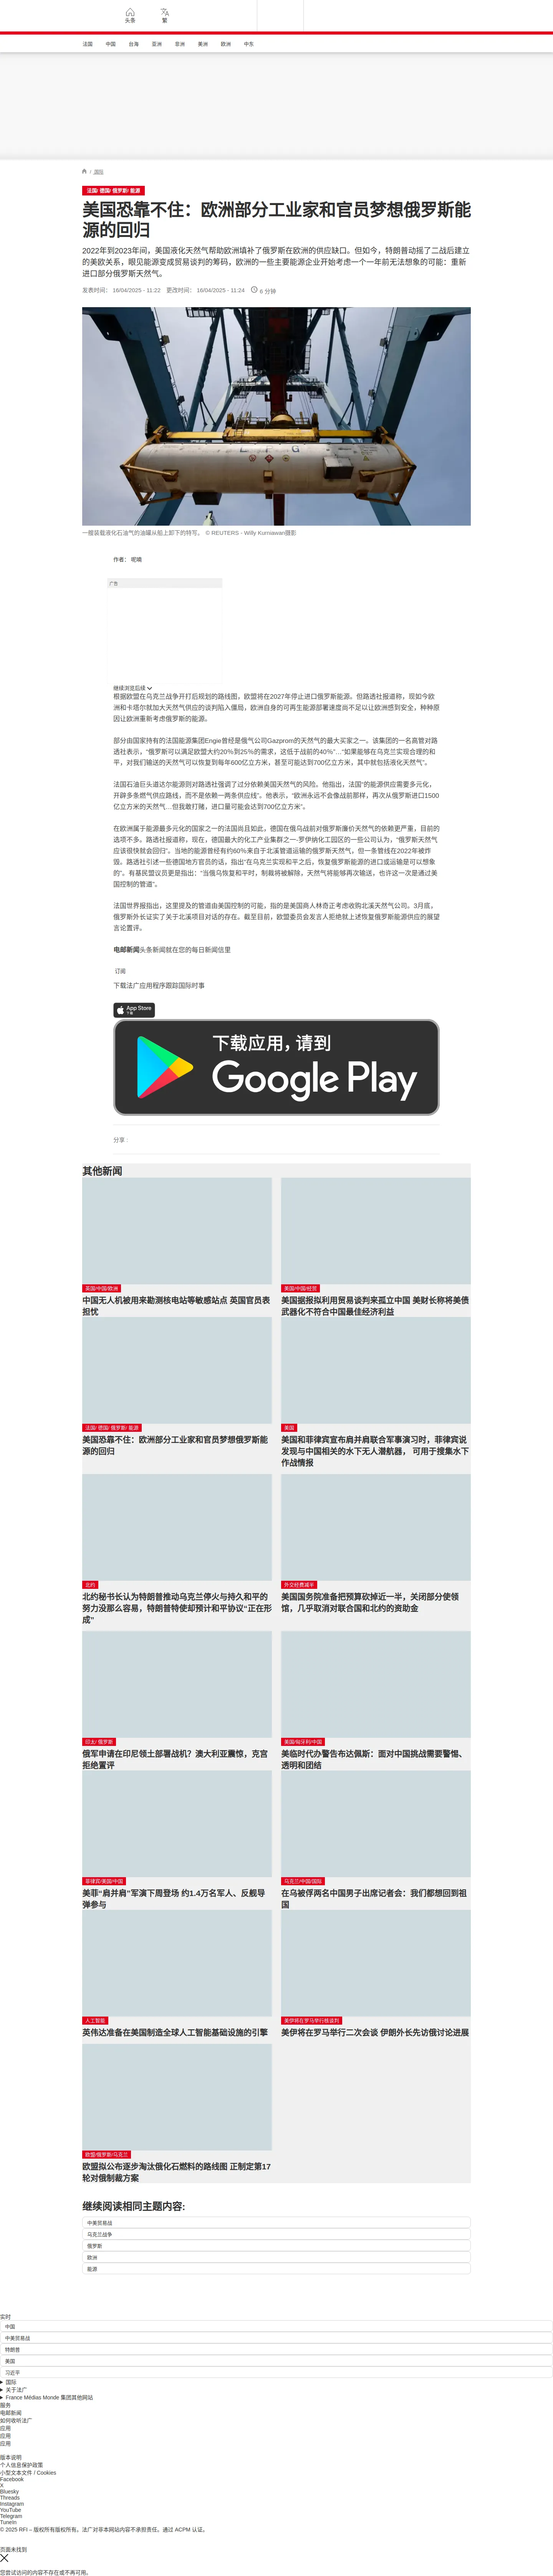 头条
繁
法国
中国
台海
亚洲
非洲
美洲
欧洲
中东
/ 国际
法国/ 德国/ 俄罗斯/ 能源
美国恐靠不住：欧洲部分工业家和官员梦想俄罗斯能
源的回归
2022年到2023年间，美国液化天然气帮助欧洲填补了俄罗斯在欧洲的供应缺口。但如今，特朗普动摇了二战后建立
的美欧关系，眼见能源变成贸易谈判的筹码，欧洲的一些主要能源企业开始考虑一个一年前无法想象的可能：重新
进口部分俄罗斯天然气。
发表时间： 16/04/2025 - 11:22 更改时间： 16/04/2025 - 11:24 6 分钟
一艘装载液化石油气的油罐从船上卸下的特写。 © REUTERS - Willy Kurniawan摄影
作者：
广告
继续浏览后续
根据欧盟在乌克兰战争开打后规划的路线图，欧盟将在2027年停止进口俄罗斯能源。但路透社报道称，现如今欧
洲和卡塔尔就加大天然气供应的谈判陷入僵局，欧洲自身的可再生能源部署速度尚不足以让欧洲感到安全，种种原
因让欧洲重新考虑俄罗斯的能源。
部分由国家持有的法国能源集团Engie曾经是俄气公司Gazprom的天然气的最大买家之一。该集团的一名高管对路
透社表示，“俄罗斯可以满足欧盟大约20％到25％的需求，这低于战前的40%”…“如果能够在乌克兰实现合理的和
平，对我们输送的天然气可以恢复到每年600亿立方米，甚至可能达到700亿立方米，其中就包括液化天然气”。
法国石油巨头道达尔能源则对路透社强调了过分依赖美国天然气的风险。他指出，法国“的能源供应需要多元化，
开辟多条燃气供应路线，而不是依赖一两条供应线”。他表示，“欧洲永远不会像战前那样，再次从俄罗斯进口1500
亿立方米的天然气…但我敢打赌，进口量可能会达到700亿立方米”。
在欧洲属于能源最多元化的国家之一的法国尚且如此。德国在俄乌战前对俄罗斯廉价天然气的依赖更严重，目前的
选项不多。路透社报道称，现在，德国最大的化工产业集群之一-罗伊纳化工园区的一些公司认为，“俄罗斯天然气
应该很快就会回归”。当地的能源曾经有约60%来自于北溪管道运输的俄罗斯天然气，但一条管线在2022年被炸
毁。路透社引述一些德国地方官员的话，指出“在乌克兰实现和平之后，恢复俄罗斯能源的进口或运输是可以想象
的”。有基民盟议员更是指出：“当俄乌恢复和平时，制裁将被解除，天然气将能够再次输送，也许这一次是通过美
国控制的管道”。
法国世界报指出，这里提及的管道由美国控制的可能，指的是美国商人林奇正考虑收购北溪天然气公司。3月底，
俄罗斯外长证实了关于北溪项目对话的存在。截至目前，欧盟委员会发言人拒绝就上述恢复俄罗斯能源供应的展望
言论置评。
电邮新闻头条新闻就在您的每日新闻信里
订阅
下载法广应用程序跟踪国际时事
App Store
下载
下载应用，请到
Google Play
分享 :
其他新闻
英国/中国/欧洲
中国无人机被用来勘测核电站等敏感站点 英国官员表
担忧
美国/中国/经贸
美国据报拟利用贸易谈判来孤立中国 美财长称将美债
武器化不符合中国最佳经济利益
法国/ 德国/ 俄罗斯/ 能源
美国恐靠不住：欧洲部分工业家和官员梦想俄罗斯能
源的回归
美国
美国和菲律宾宣布肩并肩联合军事演习时，菲律宾说
发现与中国相关的水下无人潜航器， 可用于搜集水下
作战情报
北约
北约秘书长认为特朗普推动乌克兰停火与持久和平的
努力没那么容易，特朗普特使却预计和平协议“正在形
成”
外交经费减半
美国国务院准备把预算砍掉近一半，关闭部分使领
馆，几乎取消对联合国和北约的资助金
印太/ 俄罗斯
俄军申请在印尼领土部署战机？澳大利亚震惊，克宫
拒绝置评
美国/匈牙利/中国
美临时代办警告布达佩斯：面对中国挑战需要警惕、
透明和团结
菲律宾/美国/中国
美菲“肩并肩”军演下周登场 约1.4万名军人、反舰导
弹参与
乌克兰/中国/国际
在乌被俘两名中国男子出席记者会：我们都想回到祖
国
人工智能
英伟达准备在美国制造全球人工智能基础设施的引擎
美伊将在罗马举行核谈判
美伊将在罗马举行二次会谈 伊朗外长先访俄讨论进展
欧盟/俄罗斯/乌克兰
欧盟拟公布逐步淘汰俄化石燃料的路线图 正制定第17
轮对俄制裁方案
继续阅读相同主题内容:
中美贸易战
乌克兰战争
俄罗斯
欧洲
能源
实时
中国
中美贸易战
特朗普
美国
习近平
国际
关于法广
France Médias Monde 集团其他网站
服务
电邮新闻
如何收听法广
应用
应用
应用
版本说明
个人信息保护政策
小型文本文件 / Cookies
Facebook
X
Bluesky
Threads
Instagram
YouTube
Telegram
TuneIn
© 2025 RFI – 版权所有版权所有。法广对非本网站内容不承担责任。通过 ACPM 认证。
页面未找到
您尝试访问的内容不存在或不再可用。